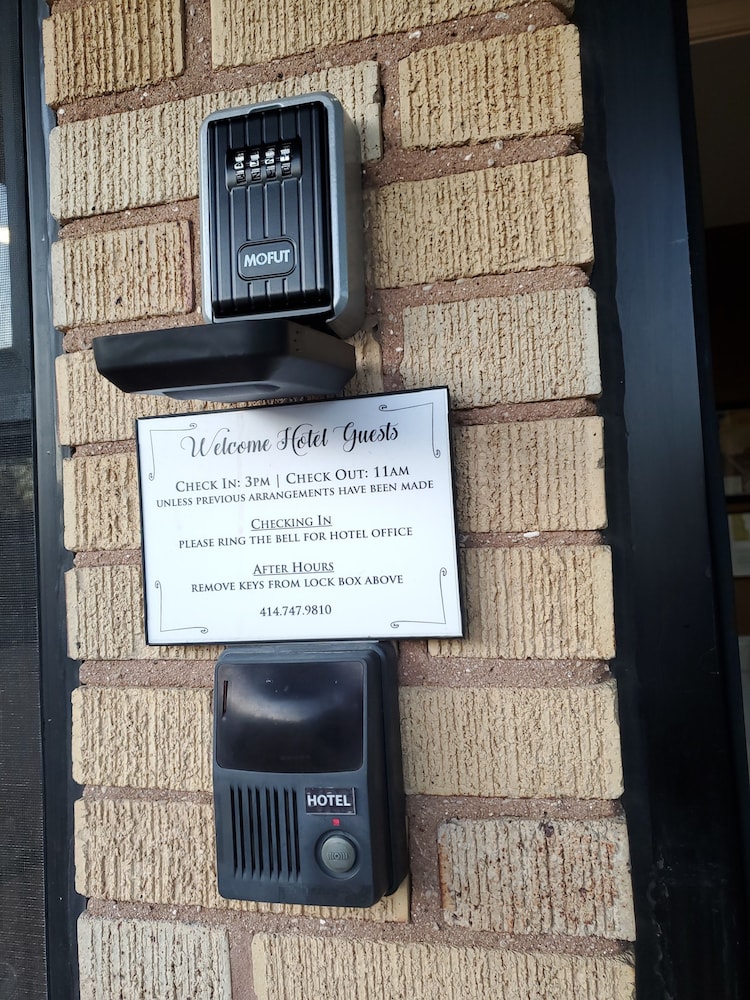 MOFUT
Welcome Hotel Guests
CHECK IN: 3PM | CHECK OUT: 11AM
UNLESS PREVIOUS ARRANGEMENTS HAVE BEEN MADE
CHECKING IN
PLEASE RING THE BELL FOR HOTEL OFFICE
AFTER HOURS
REMOVE KEYS FROM LOCK BOX ABOVE
414.747.9810
HOTEL